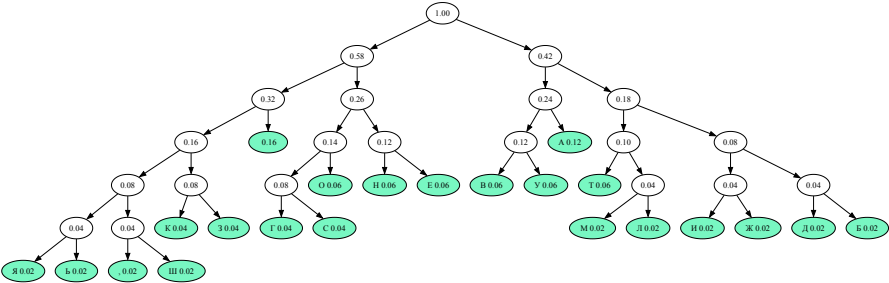 1.00
0.58 0.42
0.32 0.26 0.24 0.18
0.16 0.16 0.14 0.12 0.12 А 0.12 0.10 0.08
0.08 0.08 0.08 О 0.06 Н 0.06 Е 0.06 В 0.06 У 0.06 Т 0.06 0.04 0.04 0.04
0.04 0.04 К 0.04 З 0.04 Г 0.04 С 0.04 М 0.02 Л 0.02 И 0.02 Ж 0.02 Д 0.02 Б 0.02
Я 0.02 Ь 0.02 , 0.02 Ш 0.02